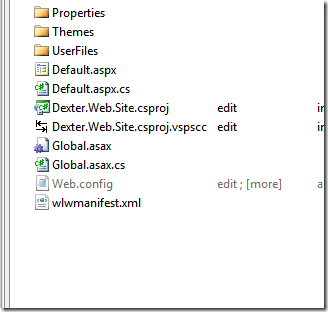 Properties
Themes
UserFiles
Default.aspx
Default.aspx.cs
Dexter.Web.Site.csproj edit
Dexter.Web.Site.csproj.vspscc edit
Global.asax
Global.asax.cs
Web.config edit ; [more]
wlwmanifest.xml